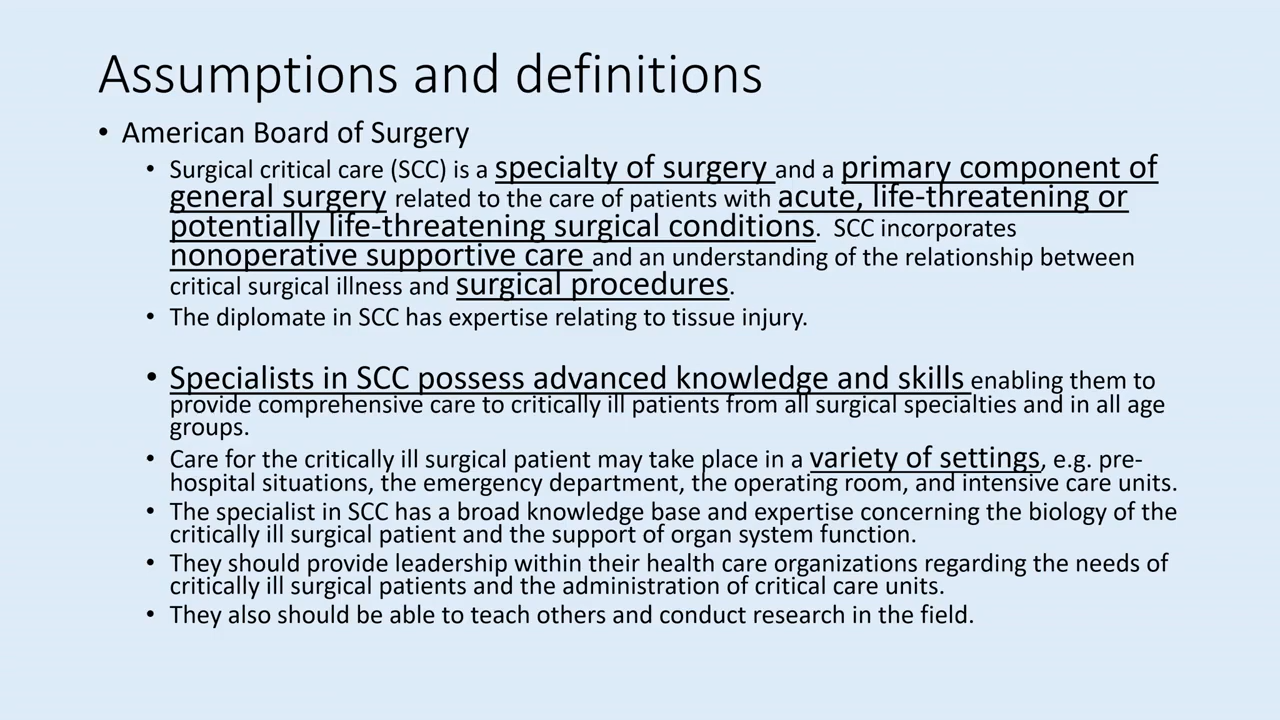 Assumptions and definitions
• American Board of Surgery
• Surgical critical care (SCC) is a specialty of surgery and a primary component of
general surgery related to the care of patients with acute, life-threatening or
potentially life-threatening surgical conditions.  SCC incorporates
nonoperative supportive care and an understanding of the relationship between
critical surgical illness and surgical procedures.
• The diplomate in SCC has expertise relating to tissue injury.
• Specialists in SCC possess advanced knowledge and skills enabling them to
provide comprehensive care to critically ill patients from all surgical specialties and in all age
groups.
• Care for the critically ill surgical patient may take place in a variety of settings, e.g. pre-
hospital situations, the emergency department, the operating room, and intensive care units.
• The specialist in SCC has a broad knowledge base and expertise concerning the biology of the
critically ill surgical patient and the support of organ system function.
• They should provide leadership within their health care organizations regarding the needs of
critically ill surgical patients and the administration of critical care units.
• They also should be able to teach others and conduct research in the field.